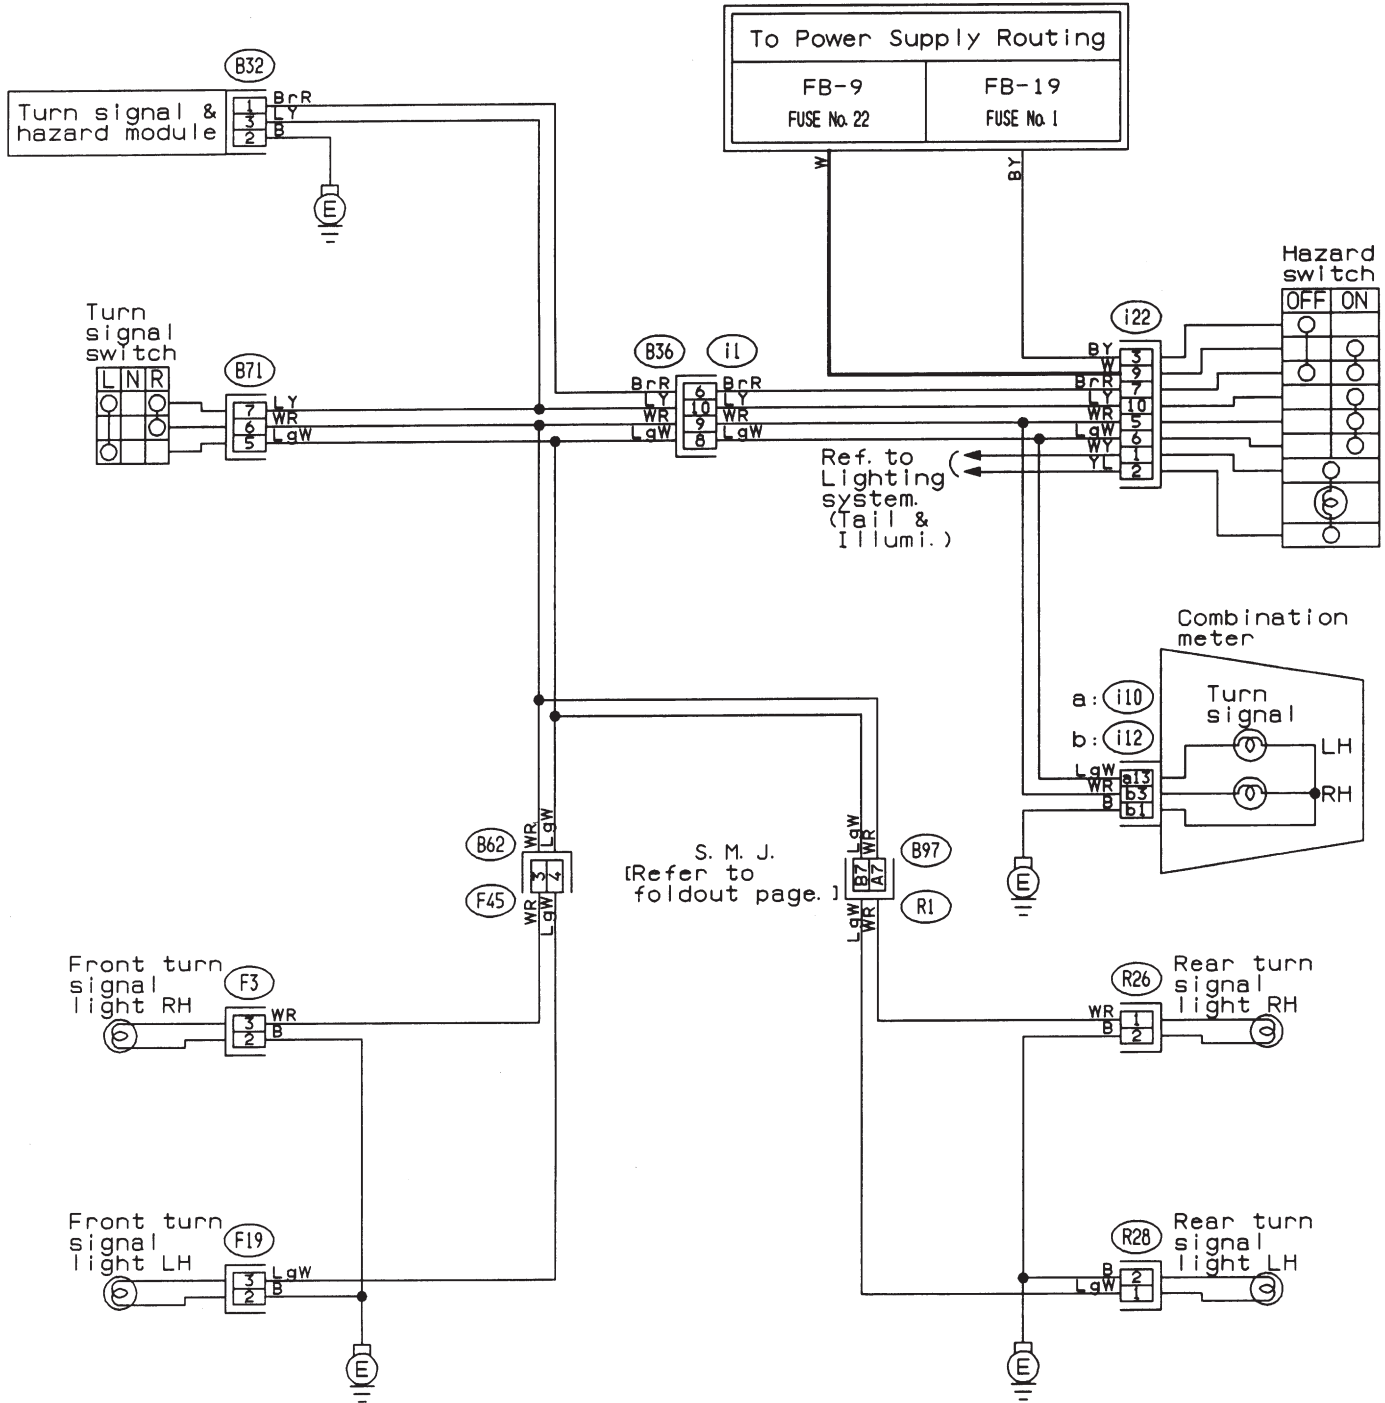 To Power Supply Routing
FB-9
FUSE No. 22
FB-19
FUSE No. 1
W
BY
B32
Turn signal &
hazard module
1
3
2
BrR
LY
B
E
Turn
signal
switch
L N R
B71
7
6
5
LY
WR
LgW
B36
i1
BrR
LY
WR
LgW
6
10
9
8
BrR
LY
WR
LgW
i22
BY
W
BrR
LY
WR
LgW
WY
YL
3
9
7
10
5
6
1
2
Hazard
switch
OFF ON
Ref. to
Lighting
system.
(Tail &
Illumi.)
Combination
meter
a: i10
b: i12
Turn
signal
LH
RH
LgW
WR
B
a13
b3
b1
E
B62
F45
WR
LgW
3
4
WR
LgW
S. M. J.
[Refer to
foldout page.]
LgW
WR
B7
A7
LgW
WR
B97
R1
Front turn
signal
light RH
F3
3
2
WR
B
Rear turn
signal
light RH
R26
WR
B
1
2
Front turn
signal
light LH
F19
3
2
LgW
B
E
Rear turn
signal
light LH
R28
B
LgW
2
1
E